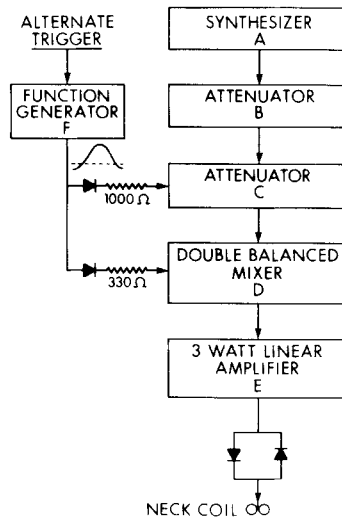 ALTERNATE
TRIGGER
FUNCTION
GENERATOR
F
1000 Ω
330 Ω
SYNTHESIZER
A
ATTENUATOR
B
ATTENUATOR
C
DOUBLE BALANCED
MIXER
D
3 WATT LINEAR
AMPLIFIER
E
NECK COIL